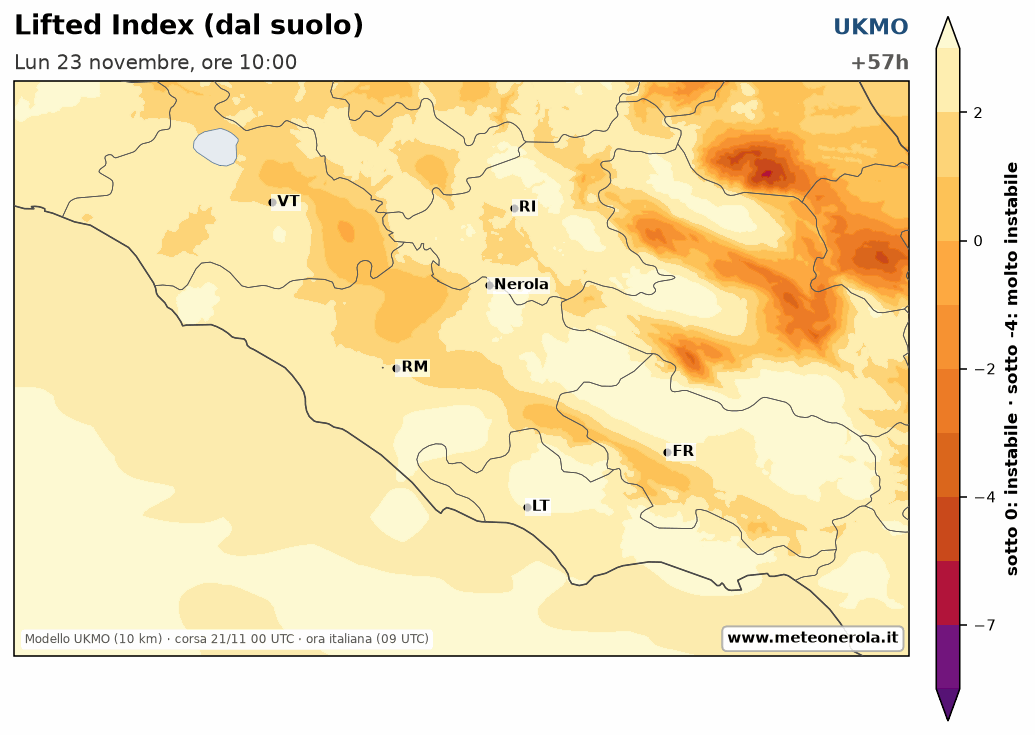 Lifted Index (dal suolo)
UKMO
Lun 23 novembre, ore 10:00
+57h
VT
RI
Nerola
RM
FR
LT
2
0
−2
−4
−7
sotto 0: instabile · sotto -4: molto instabile
Modello UKMO (10 km) · corsa 21/11 00 UTC · ora italiana (09 UTC)
www.meteonerola.it